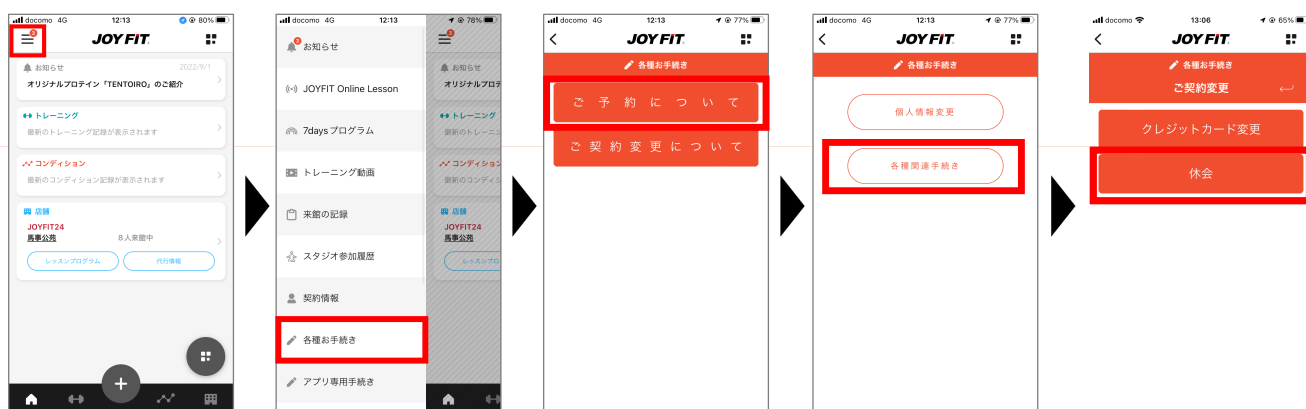 docomo 4G 12:13 80%
3
JOYFIT.
お知らせ 2022/9/1
オリジナルプロテイン「TENTOIRO」のご紹介
トレーニング
最新のトレーニング記録が表示されます
コンディション
最新のコンディション記録が表示されます
店舗
JOYFIT24
馬事公苑 8人来館中
レッスンプログラム 代行情報
docomo 4G 12:13 78%
お知らせ
JOYFIT Online Lesson
7daysプログラム
トレーニング動画
来館の記録
スタジオ参加履歴
契約情報
各種お手続き
アプリ専用手続き
お知らせ
オリジナルプロテ
トレーニング
最新のトレーニン
コンディション
最新のコンディシ
店舗
JOYFIT24
馬事公苑
レッスンプロ
docomo 4G 12:13 77%
JOYFIT.
各種お手続き
ご予約について
ご契約変更について
docomo 4G 12:13 77%
JOYFIT.
各種お手続き
個人情報変更
各種関連手続き
docomo 13:06 65%
JOYFIT.
各種お手続き
ご契約変更
クレジットカード変更
休会